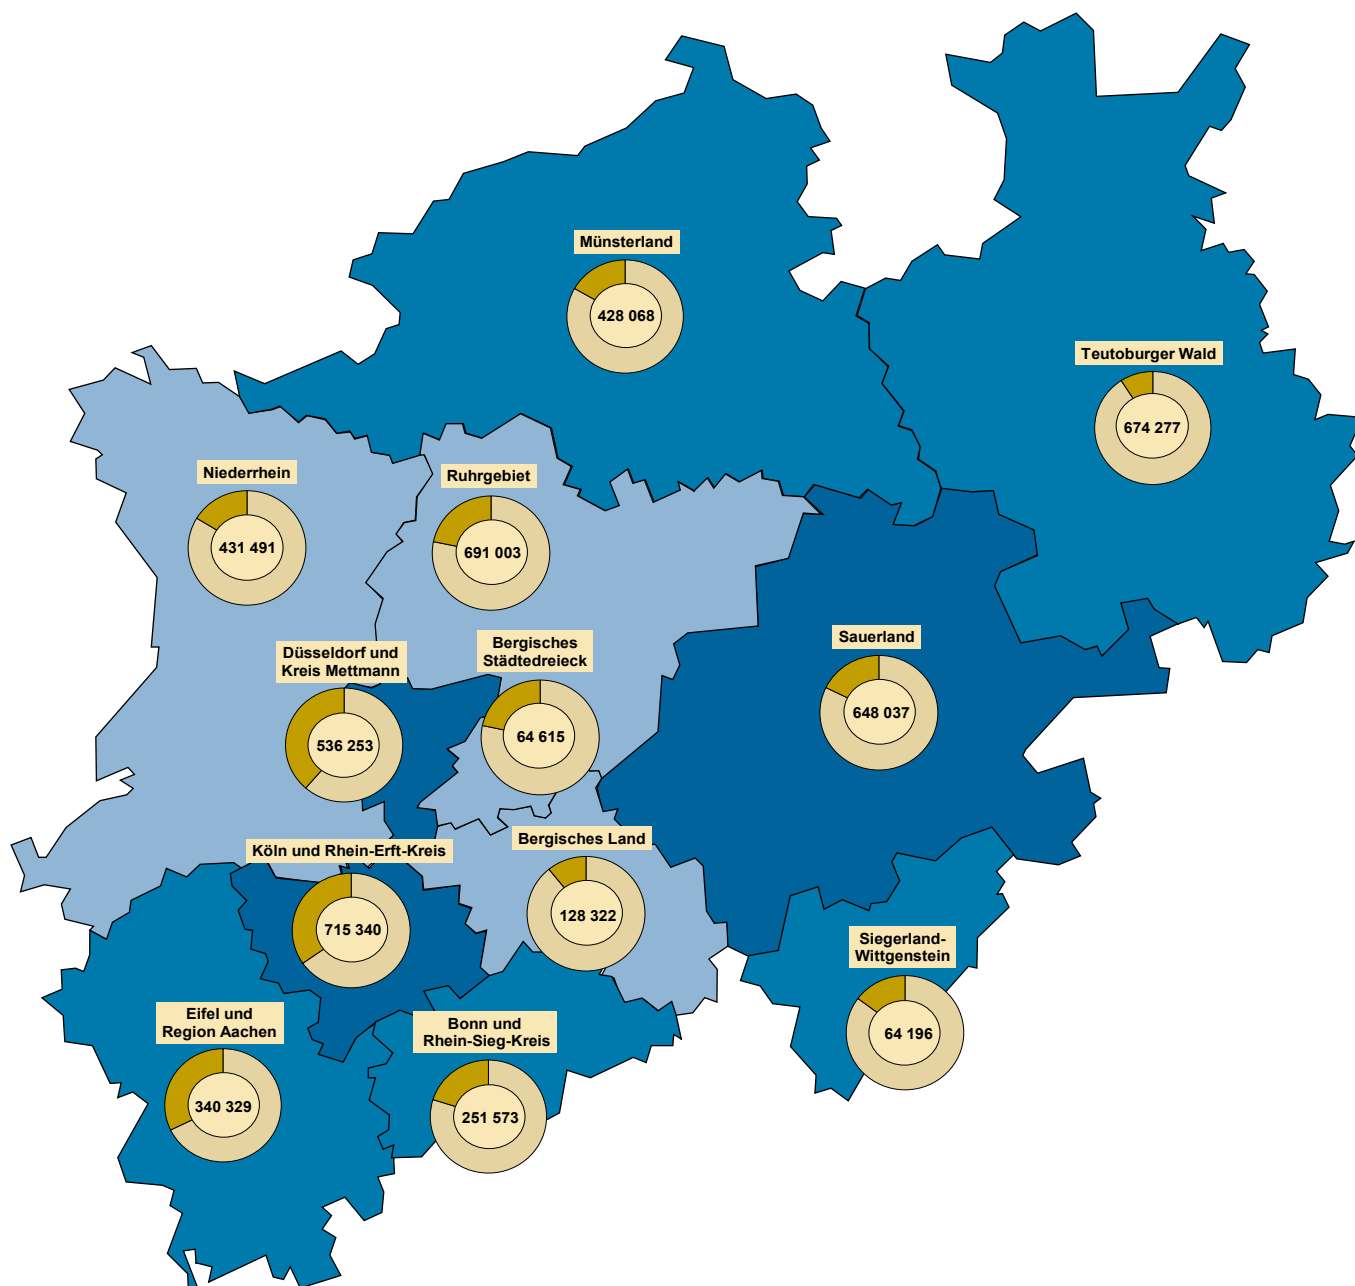 Münsterland
428 068
Teutoburger Wald
674 277
Niederrhein
431 491
Ruhrgebiet
691 003
Düsseldorf und
Kreis Mettmann
536 253
Bergisches
Städtedreieck
64 615
Sauerland
648 037
Köln und Rhein-Erft-Kreis
715 340
Bergisches Land
128 322
Siegerland-
Wittgenstein
64 196
Eifel und
Region Aachen
340 329
Bonn und
Rhein-Sieg-Kreis
251 573